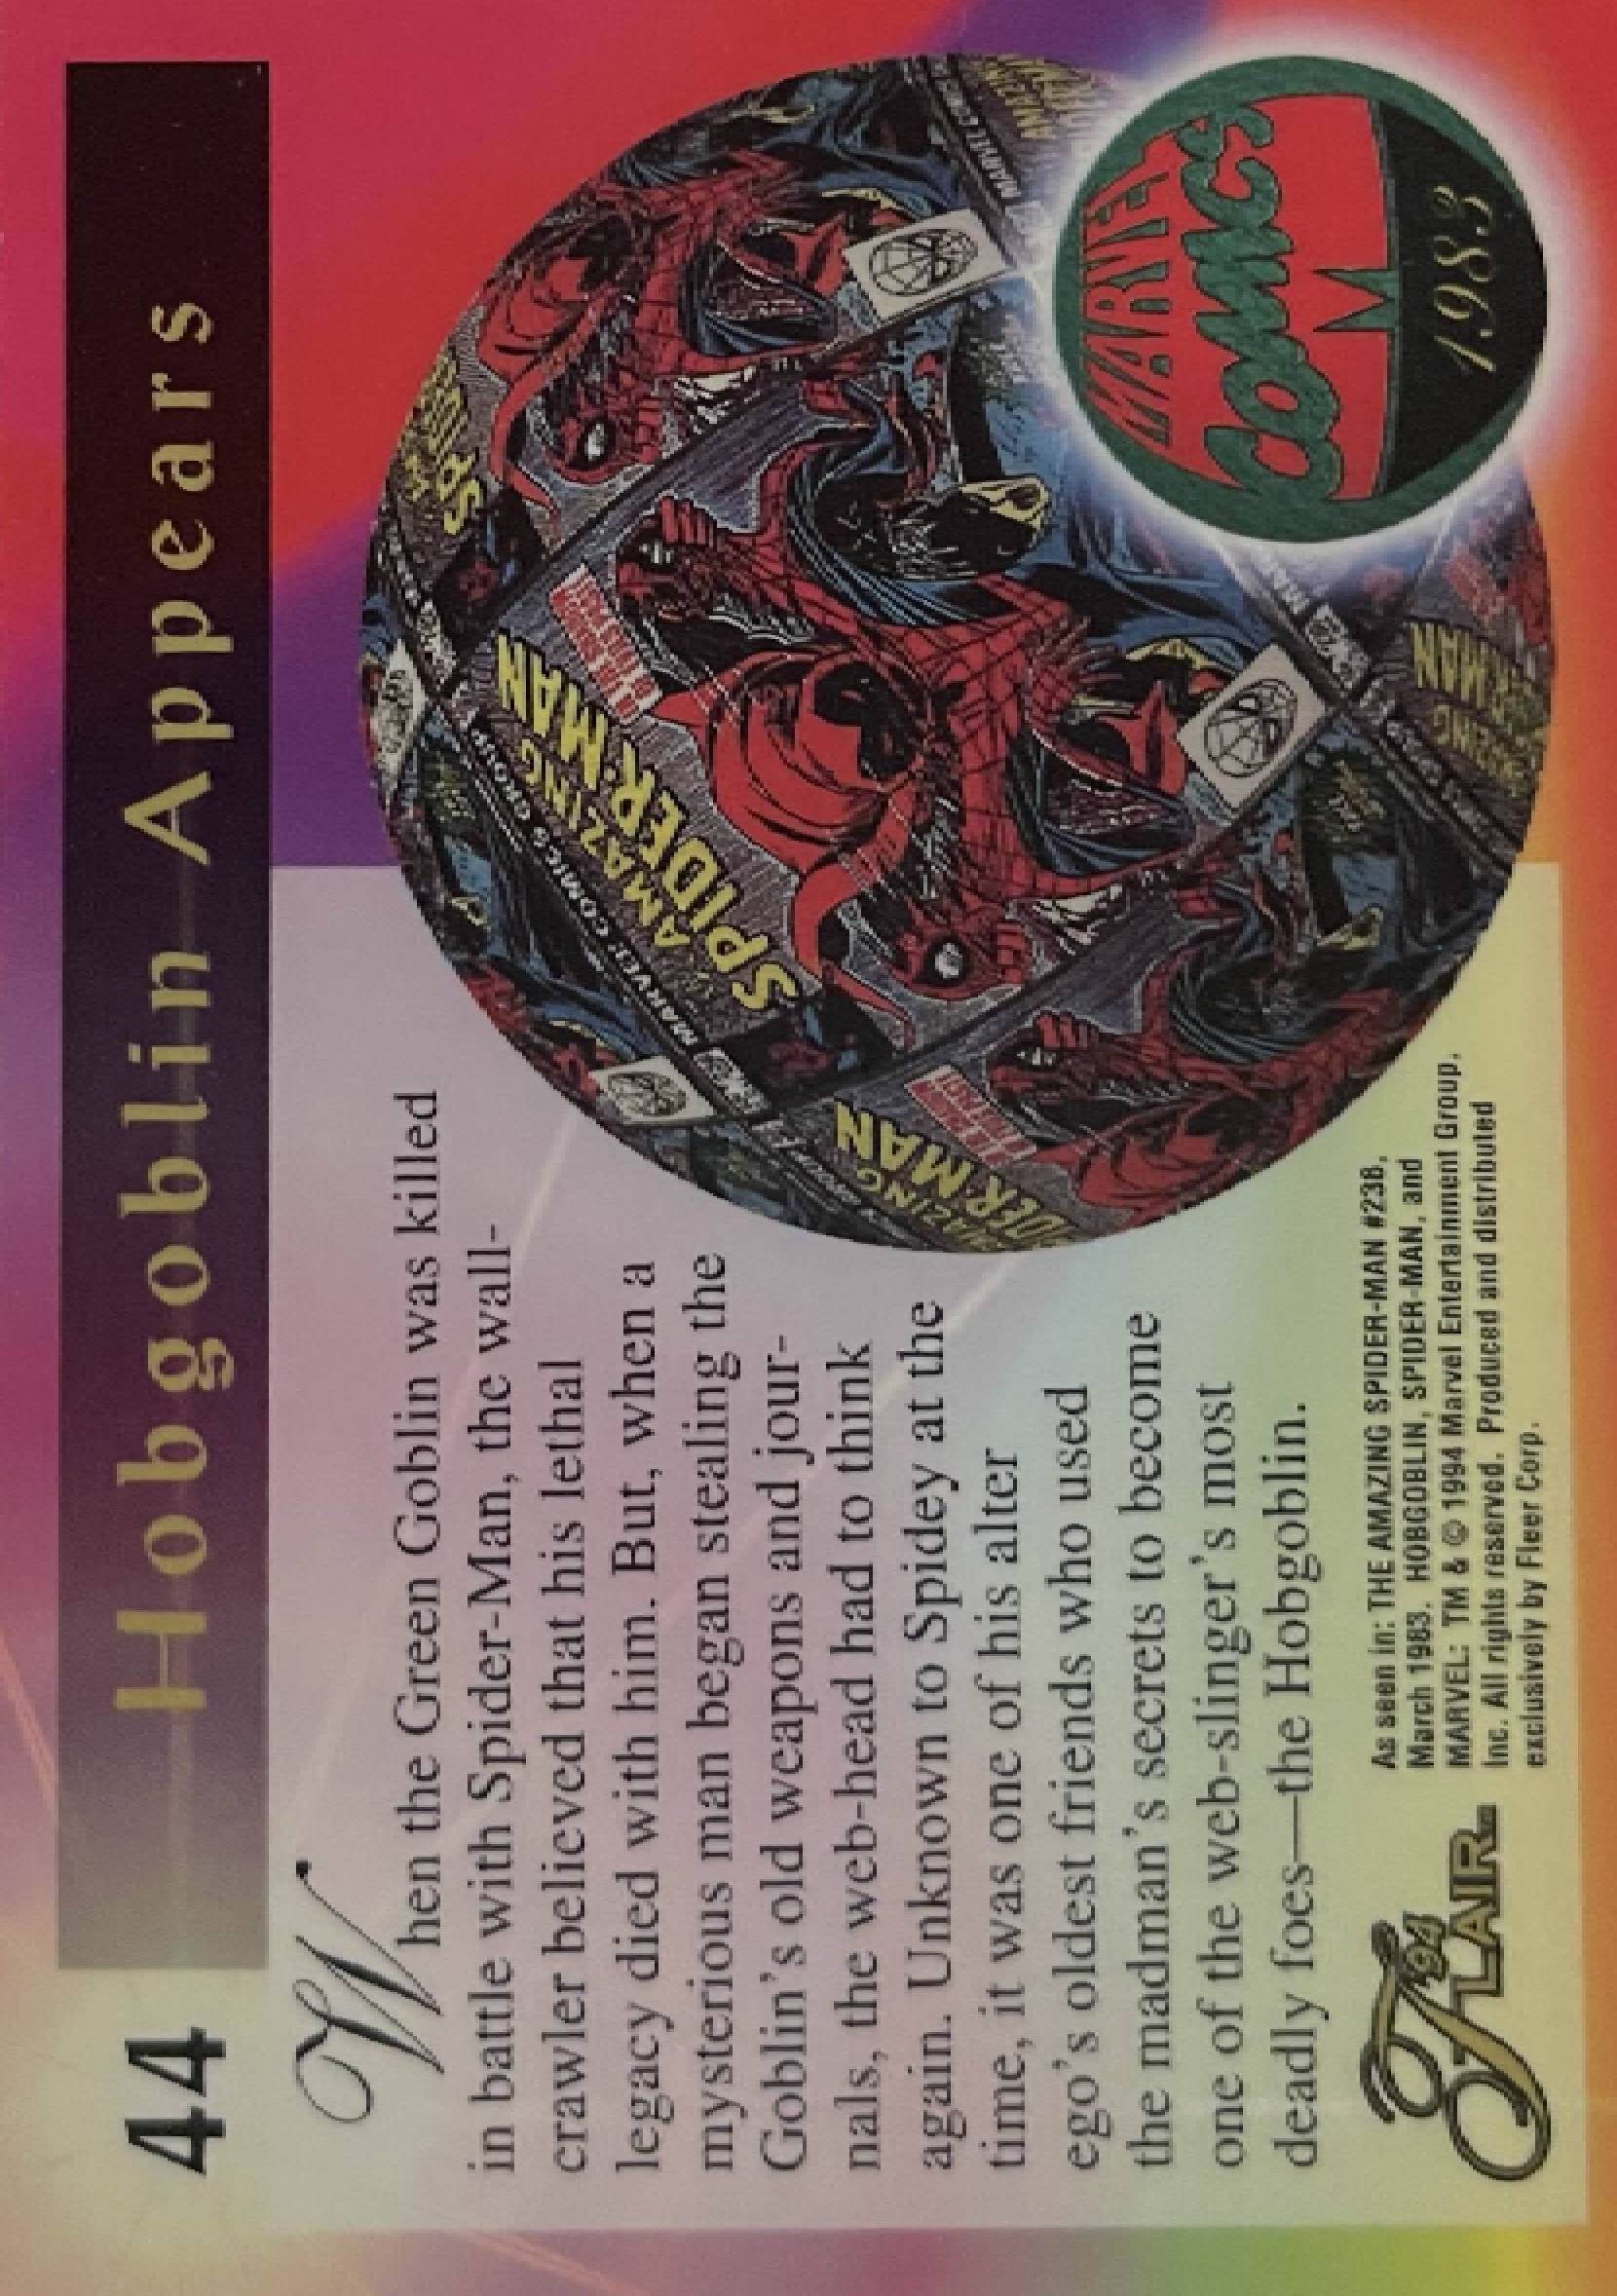 44
Hobgoblin Appears
When the Green Goblin was killed
in battle with Spider-Man, the wall-
crawler believed that his lethal
legacy died with him. But, when a
mysterious man began stealing the
Goblin's old weapons and jour-
nals, the web-head had to think
again. Unknown to Spidey at the
time, it was one of his alter
ego's oldest friends who used
the madman's secrets to become
one of the web-slinger's most
deadly foes—the Hobgoblin.
MARVEL COMICS GROUP
AMAZING
SPIDER-MAN
SPIDER
AMAZING
DER-MAN
MARVEL COMICS
AMAZING
MARVEL
COMICS
M
1983
'94
FLAIR
As seen in: THE AMAZING SPIDER-MAN #238,
March 1983. HOBGOBLIN, SPIDER-MAN, and
MARVEL: TM & © 1994 Marvel Entertainment Group,
Inc. All rights reserved. Produced and distributed
exclusively by Fleer Corp.